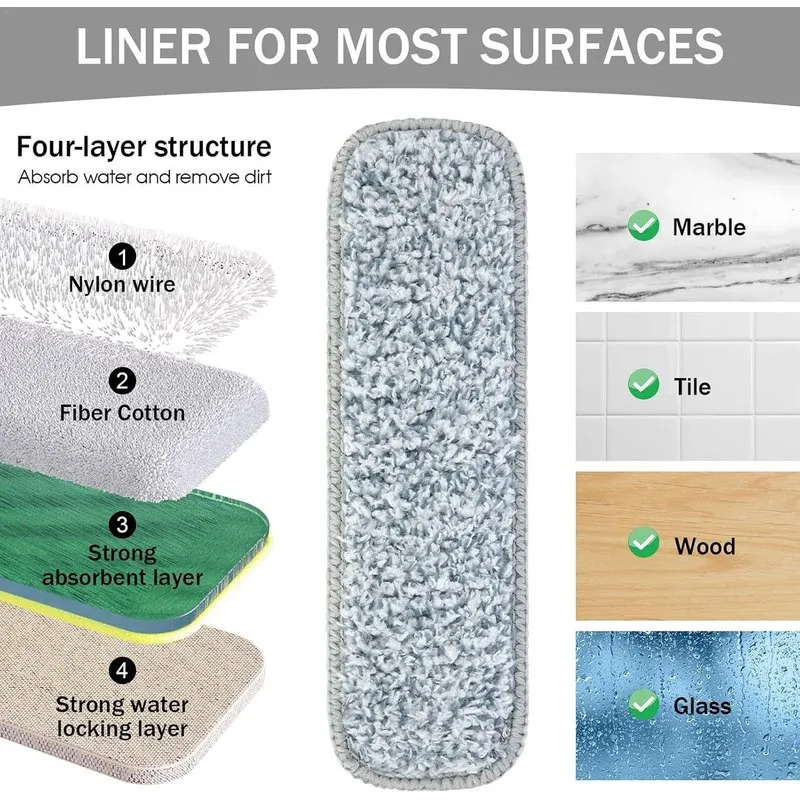 LINER FOR MOST SURFACES
Four-layer structure
Absorb water and remove dirt
1
Nylon wire
2
Fiber Cotton
3
Strong
absorbent layer
4
Strong water
locking layer
Marble
Tile
Wood
Glass